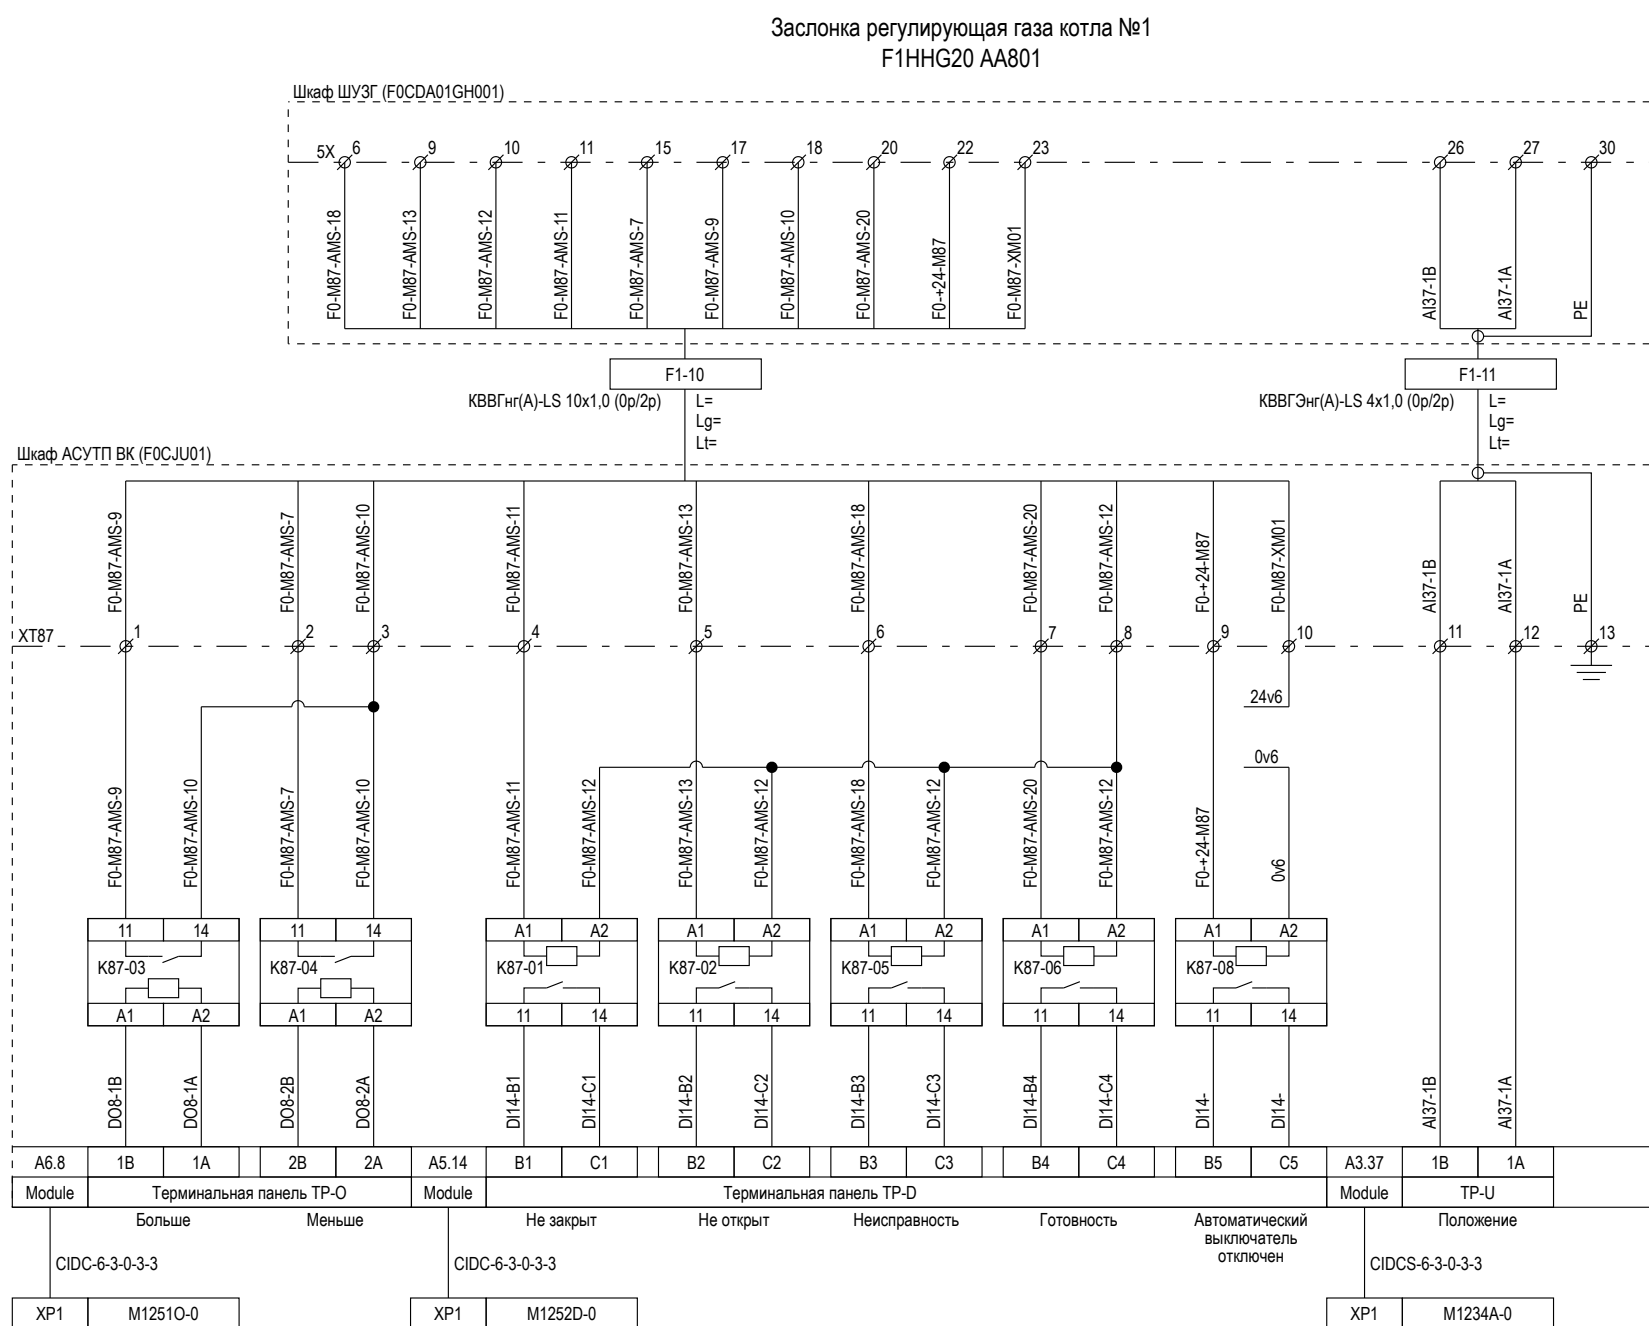 Заслонка регулирующая газа котла №1
F1HHG20 AA801
Шкаф ШУЗГ (F0CDA01GH001)
5X 6 9 10 11 15 17 18 20 22 23 26 27 30
F0-M87-AMS-18
F0-M87-AMS-13
F0-M87-AMS-12
F0-M87-AMS-11
F0-M87-AMS-7
F0-M87-AMS-9
F0-M87-AMS-10
F0-M87-AMS-20
F0-+24-M87
F0-M87-XM01
AI37-1B
AI37-1A
PE
F1-10
F1-11
КВВГнг(А)-LS 10x1,0 (0р/2р)
L=
Lg=
Lt=
КВВГЭнг(А)-LS 4x1,0 (0р/2р)
L=
Lg=
Lt=
Шкаф АСУТП ВК (F0CJU01)
F0-M87-AMS-9
F0-M87-AMS-7
F0-M87-AMS-10
F0-M87-AMS-11
F0-M87-AMS-13
F0-M87-AMS-18
F0-M87-AMS-20
F0-M87-AMS-12
F0-+24-M87
F0-M87-XM01
AI37-1B
AI37-1A
PE
XT87 1 2 3 4 5 6 7 8 9 10 11 12 13
24v6
0v6
F0-M87-AMS-9
F0-M87-AMS-10
F0-M87-AMS-7
F0-M87-AMS-10
F0-M87-AMS-11
F0-M87-AMS-12
F0-M87-AMS-13
F0-M87-AMS-12
F0-M87-AMS-18
F0-M87-AMS-12
F0-M87-AMS-20
F0-M87-AMS-12
F0-+24-M87
0v6
11 14 11 14 A1 A2 A1 A2 A1 A2 A1 A2 A1 A2
K87-03 K87-04 K87-01 K87-02 K87-05 K87-06 K87-08
A1 A2 A1 A2 11 14 11 14 11 14 11 14 11 14
DO8-1B
DO8-1A
DO8-2B
DO8-2A
DI14-B1
DI14-C1
DI14-B2
DI14-C2
DI14-B3
DI14-C3
DI14-B4
DI14-C4
DI14-
DI14-
AI37-1B
AI37-1A
A6.8 1B 1A 2B 2A A5.14 B1 C1 B2 C2 B3 C3 B4 C4 B5 C5 A3.37 1B 1A
Module Терминальная панель TP-O Module Терминальная панель TP-D Module TP-U
Больше Меньше Не закрыт Не открыт Неисправность Готовность Автоматический Положение
выключатель
отключен
CIDC-6-3-0-3-3 CIDC-6-3-0-3-3 CIDCS-6-3-0-3-3
XP1 M1251O-0 XP1 M1252D-0 XP1 M1234A-0